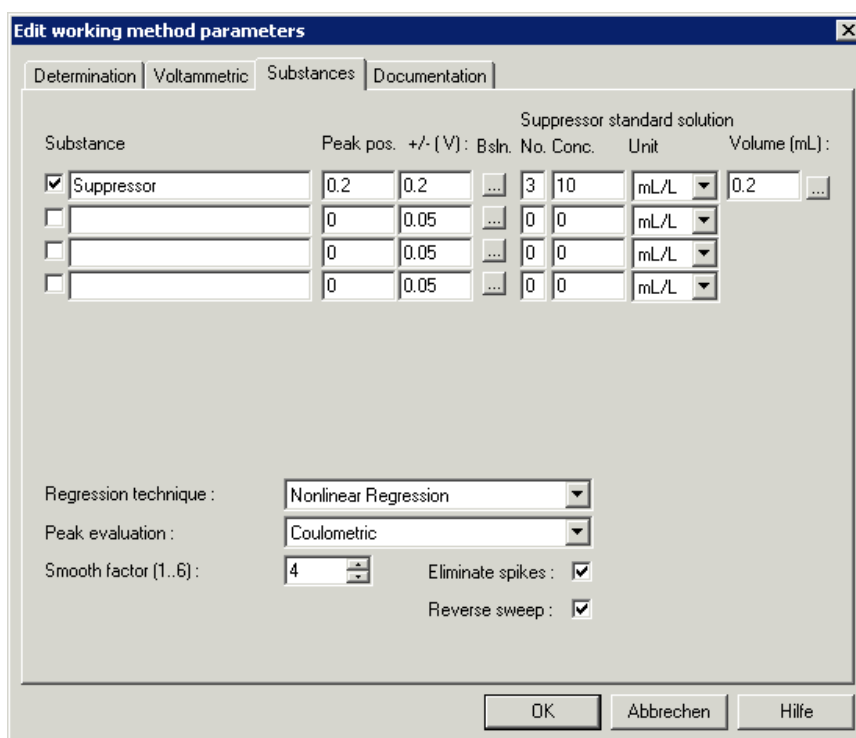 Edit working method parameters
Determination Voltammetric Substances Documentation
Suppressor standard solution
Substance Peak pos. +/- (V) : Bsln. No. Conc. Unit Volume (mL) :
Suppressor 0.2 0.2 ... 3 10 mL/L 0.2 ...
0 0.05 ... 0 0 mL/L
0 0.05 ... 0 0 mL/L
0 0.05 ... 0 0 mL/L
Regression technique : Nonlinear Regression
Peak evaluation : Coulometric
Smooth factor (1..6) : 4 Eliminate spikes :
Reverse sweep :
OK Abbrechen Hilfe